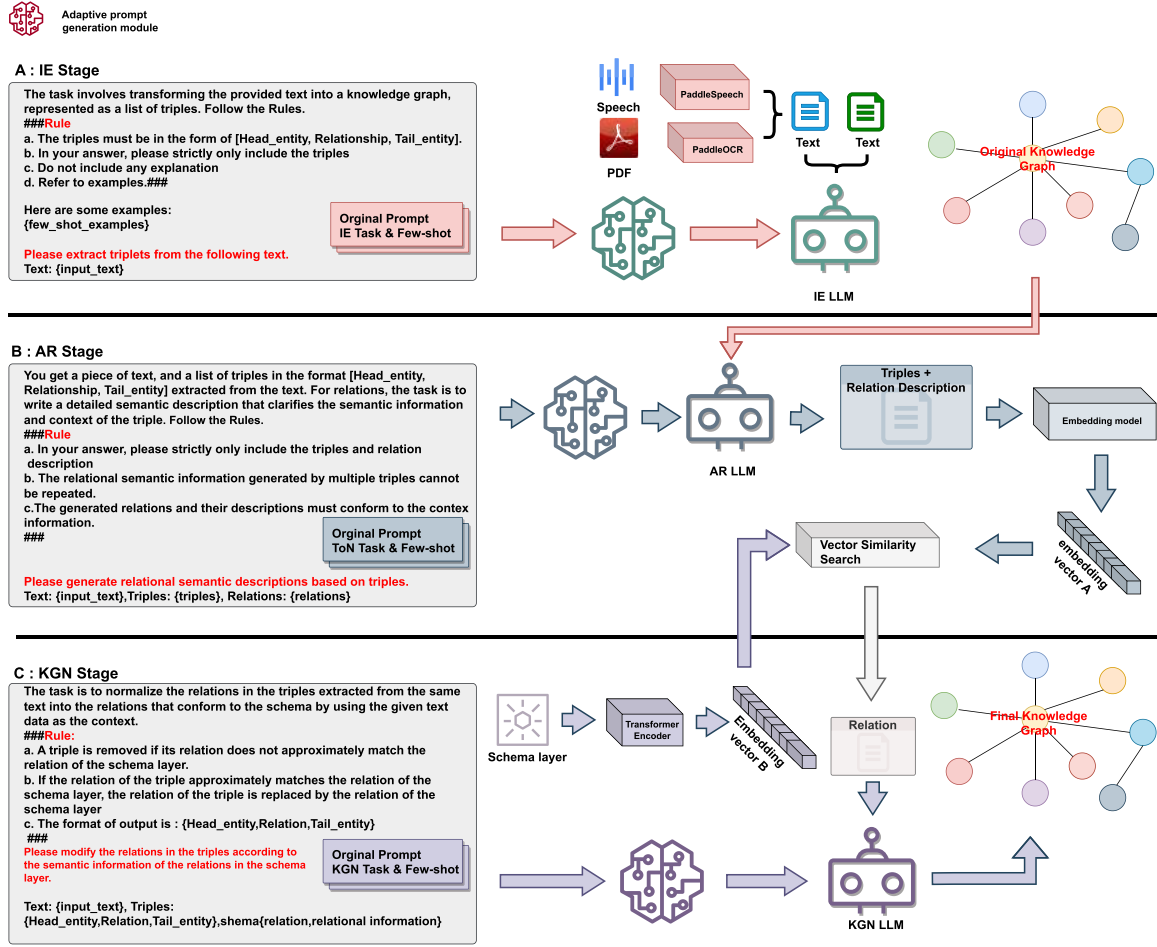 Adaptive prompt
generation module
A : IE Stage
The task involves transforming the provided text into a knowledge graph,
represented as a list of triples. Follow the Rules.
###Rule
a. The triples must be in the form of [Head_entity, Relationship, Tail_entity].
b. In your answer, please strictly only include the triples
c. Do not include any explanation
d. Refer to examples.###
Here are some examples:
{few_shot_examples}
Please extract triplets from the following text.
Text: {input_text}
Orginal Prompt
IE Task & Few-shot
Speech
PDF
PaddleSpeech
PaddleOCR
Text
Text
IE LLM
Original Knowledge
Graph
B : AR Stage
You get a piece of text, and a list of triples in the format [Head_entity,
Relationship, Tail_entity] extracted from the text. For relations, the task is to
write a detailed semantic description that clarifies the semantic information
and context of the triple. Follow the Rules.
###Rule
a. In your answer, please strictly only include the triples and relation
description
b. The relational semantic information generated by multiple triples cannot
be repeated.
c.The generated relations and their descriptions must conform to the contex
information.
###
Please generate relational semantic descriptions based on triples.
Text: {input_text},Triples: {triples}, Relations: {relations}
Orginal Prompt
ToN Task & Few-shot
AR LLM
Triples +
Relation Description
Embedding model
embedding
vector A
Vector Similarity
Search
C : KGN Stage
The task is to normalize the relations in the triples extracted from the same
text into the relations that conform to the schema by using the given text
data as the context.
###Rule:
a. A triple is removed if its relation does not approximately match the
relation of the schema layer.
b. If the relation of the triple approximately matches the relation of the
schema layer, the relation of the triple is replaced by the relation of the
schema layer
c. The format of output is : {Head_entity,Relation,Tail_entity}
###
Please modify the relations in the triples according to
the semantic information of the relations in the schema
layer.
Text: {input_text}, Triples:
{Head_entity,Relation,Tail_entity},shema{relation,relational information}
Orginal Prompt
KGN Task & Few-shot
Schema layer
Transformer
Encoder
Embedding
vector B
Relation
KGN LLM
Final Knowledge
Graph